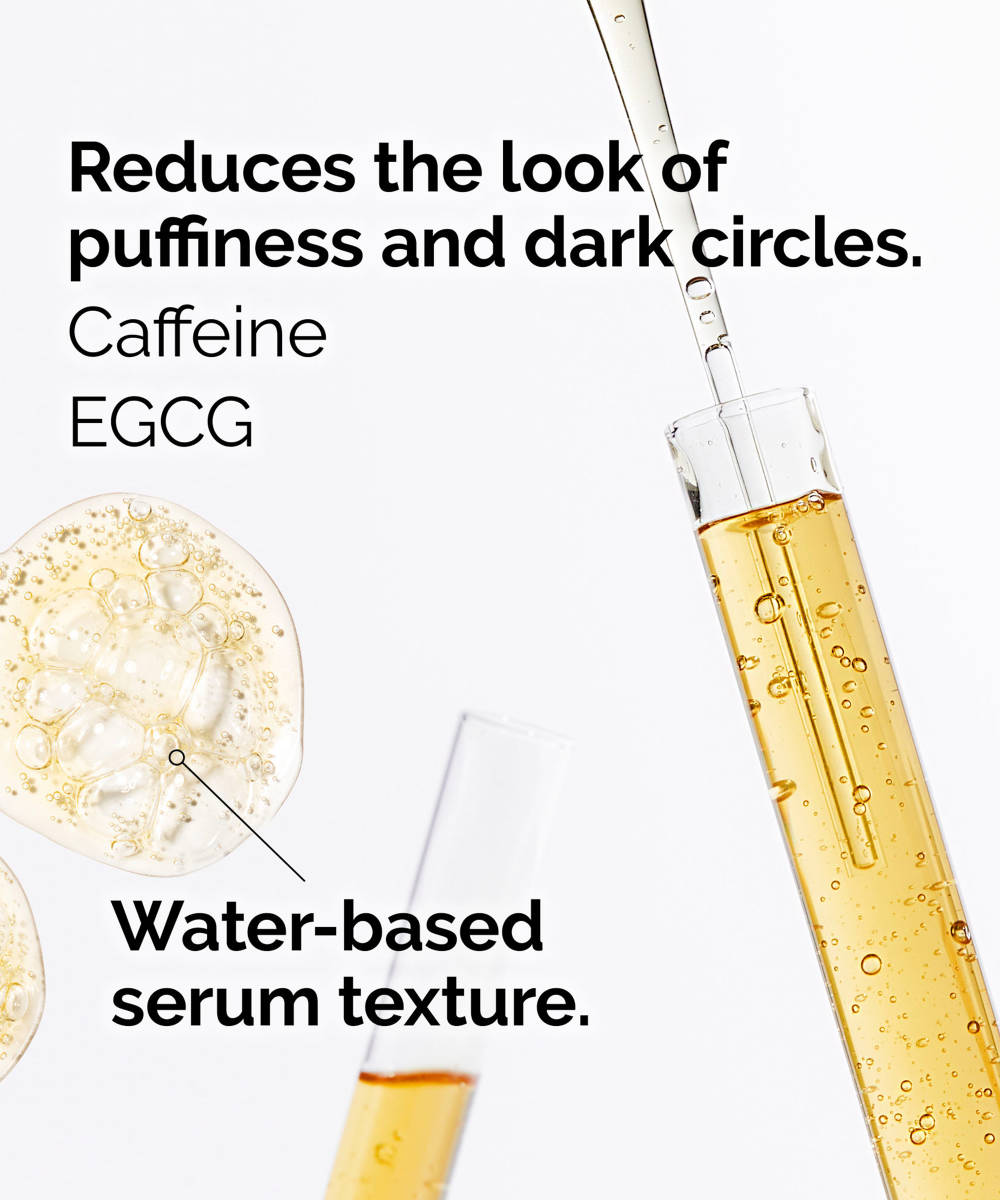 Reduces the look of
puffiness and dark circles.
Caffeine
EGCG
Water-based
serum texture.